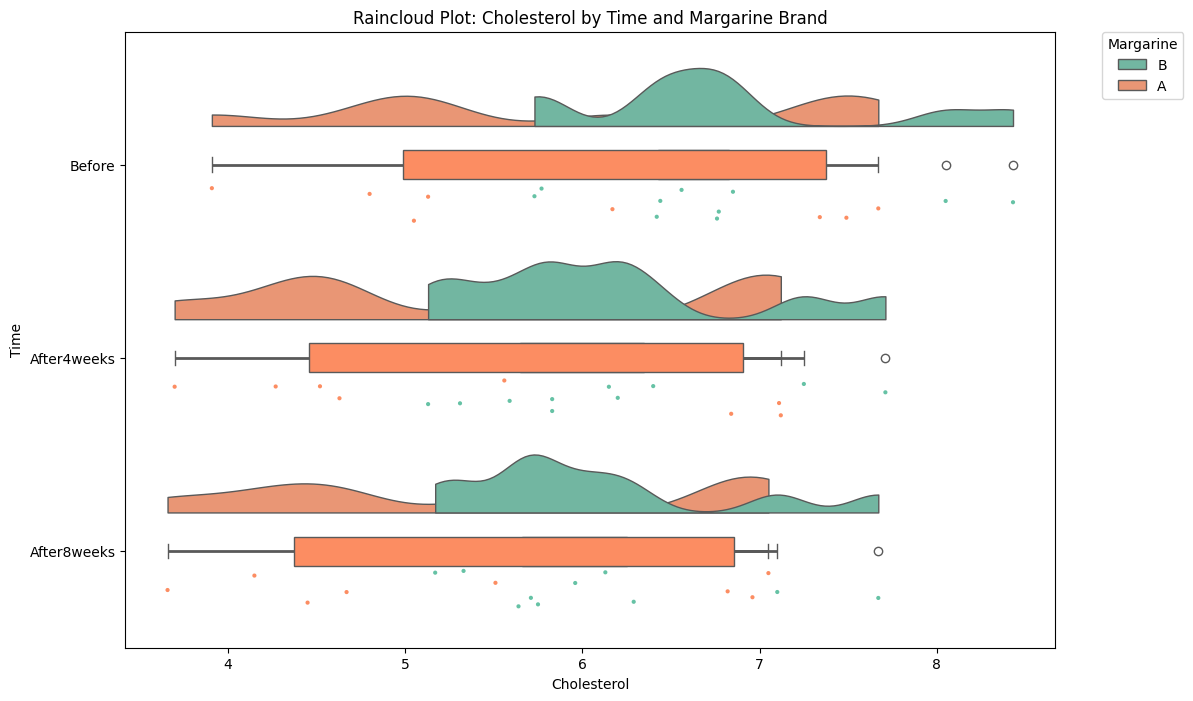 Raincloud Plot: Cholesterol by Time and Margarine Brand
Margarine
B
A
Time
Before
After4weeks
After8weeks
4 5 6 7 8
Cholesterol